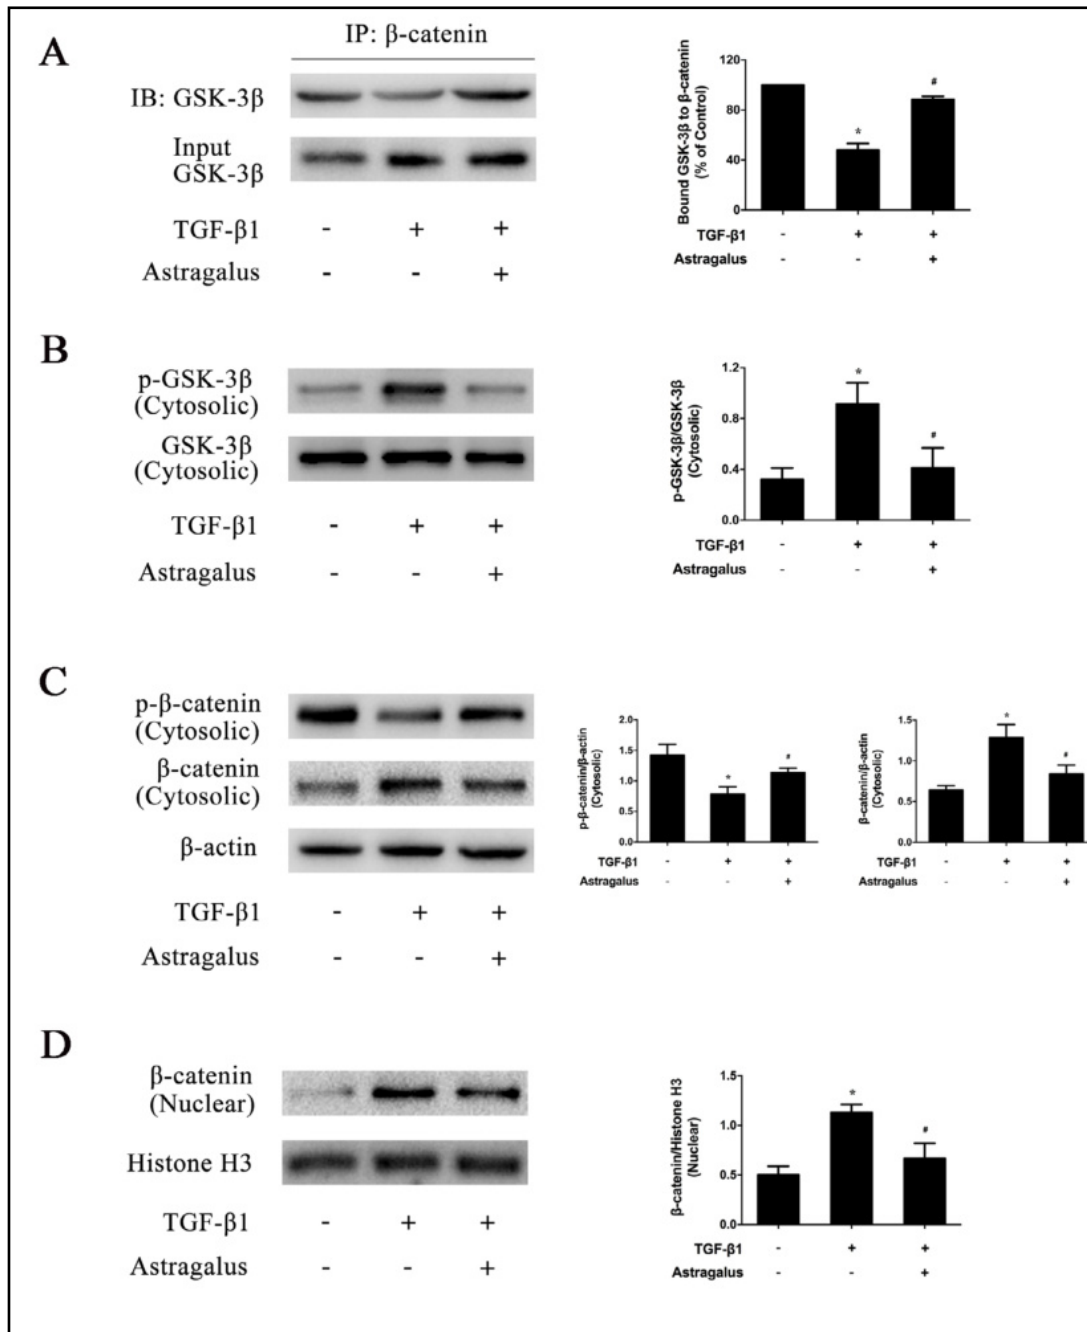 A
IP: β-catenin
IB: GSK-3β
Input
GSK-3β
TGF-β1 - + +
Astragalus - - +
Bound GSK-3β to β-catenin
(% of Control)
120
80
40
0
*
#
TGF-β1 - + +
Astragalus - - +
B
p-GSK-3β
(Cytosolic)
GSK-3β
(Cytosolic)
TGF-β1 - + +
Astragalus - - +
p-GSK-3β/GSK-3β
(Cytosolic)
1.2
0.8
0.4
0.0
*
#
TGF-β1 - + +
Astragalus - - +
C
p-β-catenin
(Cytosolic)
β-catenin
(Cytosolic)
β-actin
TGF-β1 - + +
Astragalus - - +
p-β-catenin/β-actin
(Cytosolic)
2.0
1.5
1.0
0.5
0.0
*
#
TGF-β1 - + +
Astragalus - - +
β-catenin/β-actin
(Cytosolic)
1.5
1.0
0.5
0.0
*
#
TGF-β1 - + +
Astragalus - - +
D
β-catenin
(Nuclear)
Histone H3
TGF-β1 - + +
Astragalus - - +
β-catenin/Histone H3
(Nuclear)
1.5
1.0
0.5
0.0
*
#
TGF-β1 - + +
Astragalus - - +